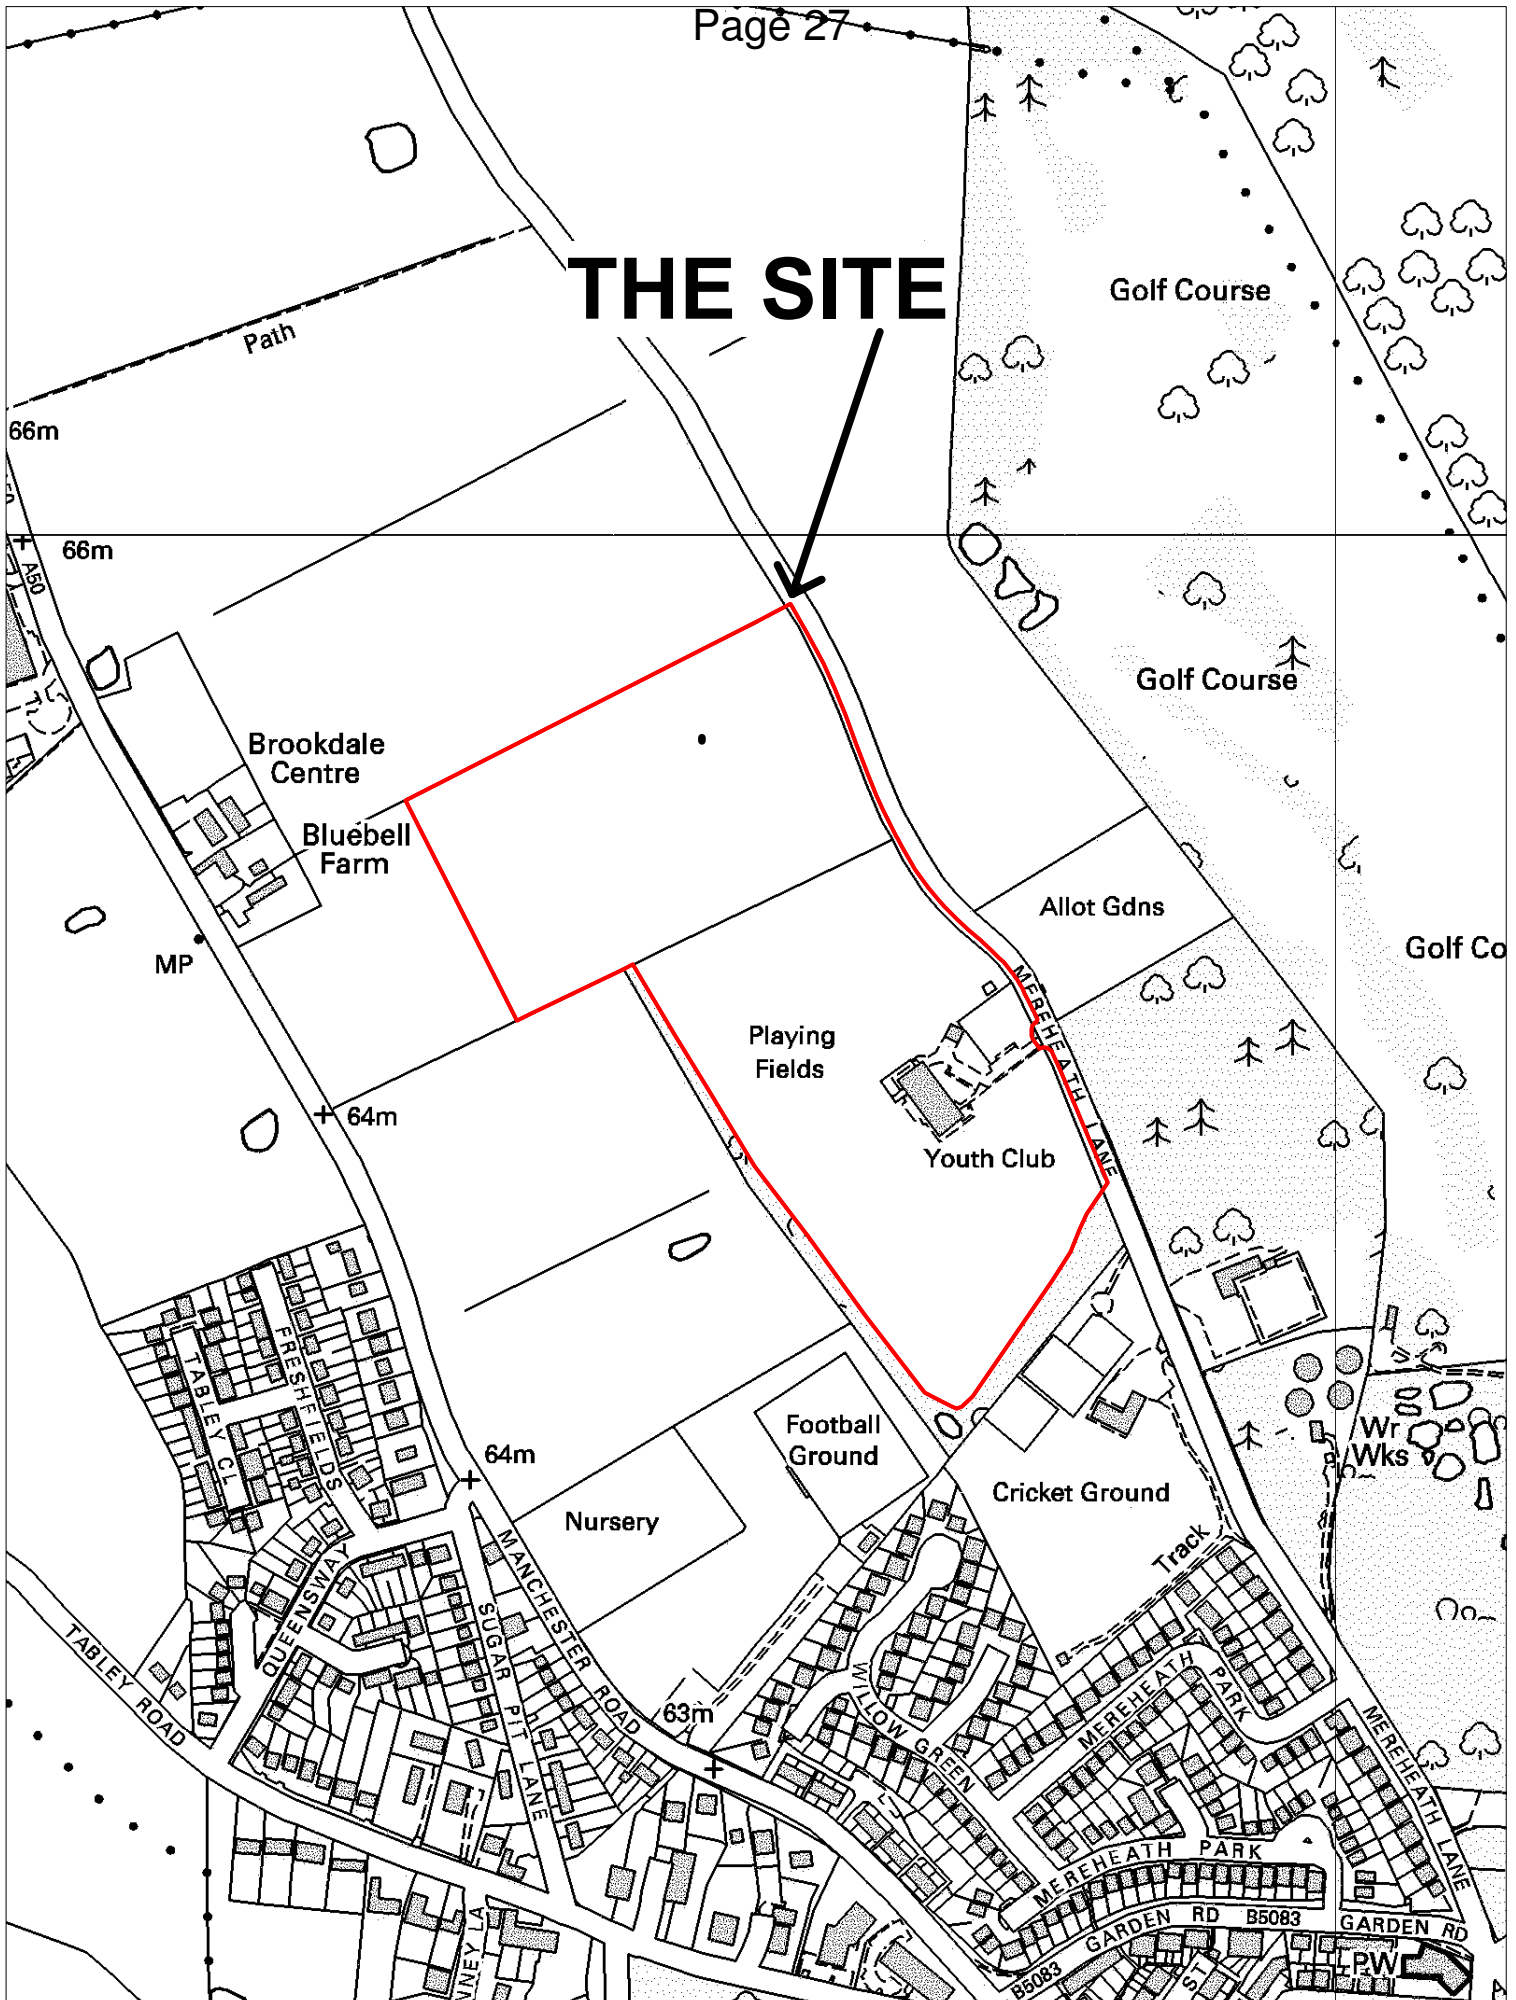 Page 27
THE SITE
Golf Course
Path
66m
66m
A50
Golf Course
Brookdale
Centre
Bluebell
Farm
Allot Gdns
Golf Co
MP
MEREHEATH LANE
Playing
Fields
64m
Youth Club
FRESHFIELDS
TABLEY CL
Football
Ground
Wr
Wks
64m
Cricket Ground
Nursery
Track
MANCHESTER ROAD
QUEENSWAY
SUGAR PIT LANE
TABLEY ROAD
WILLOW GREEN
MEREHEATH PARK
63m
MEREHEATH LANE
MEREHEATH PARK
GARDEN RD B5083
GARDEN RD
NNEY LA
PW
B5083
ST